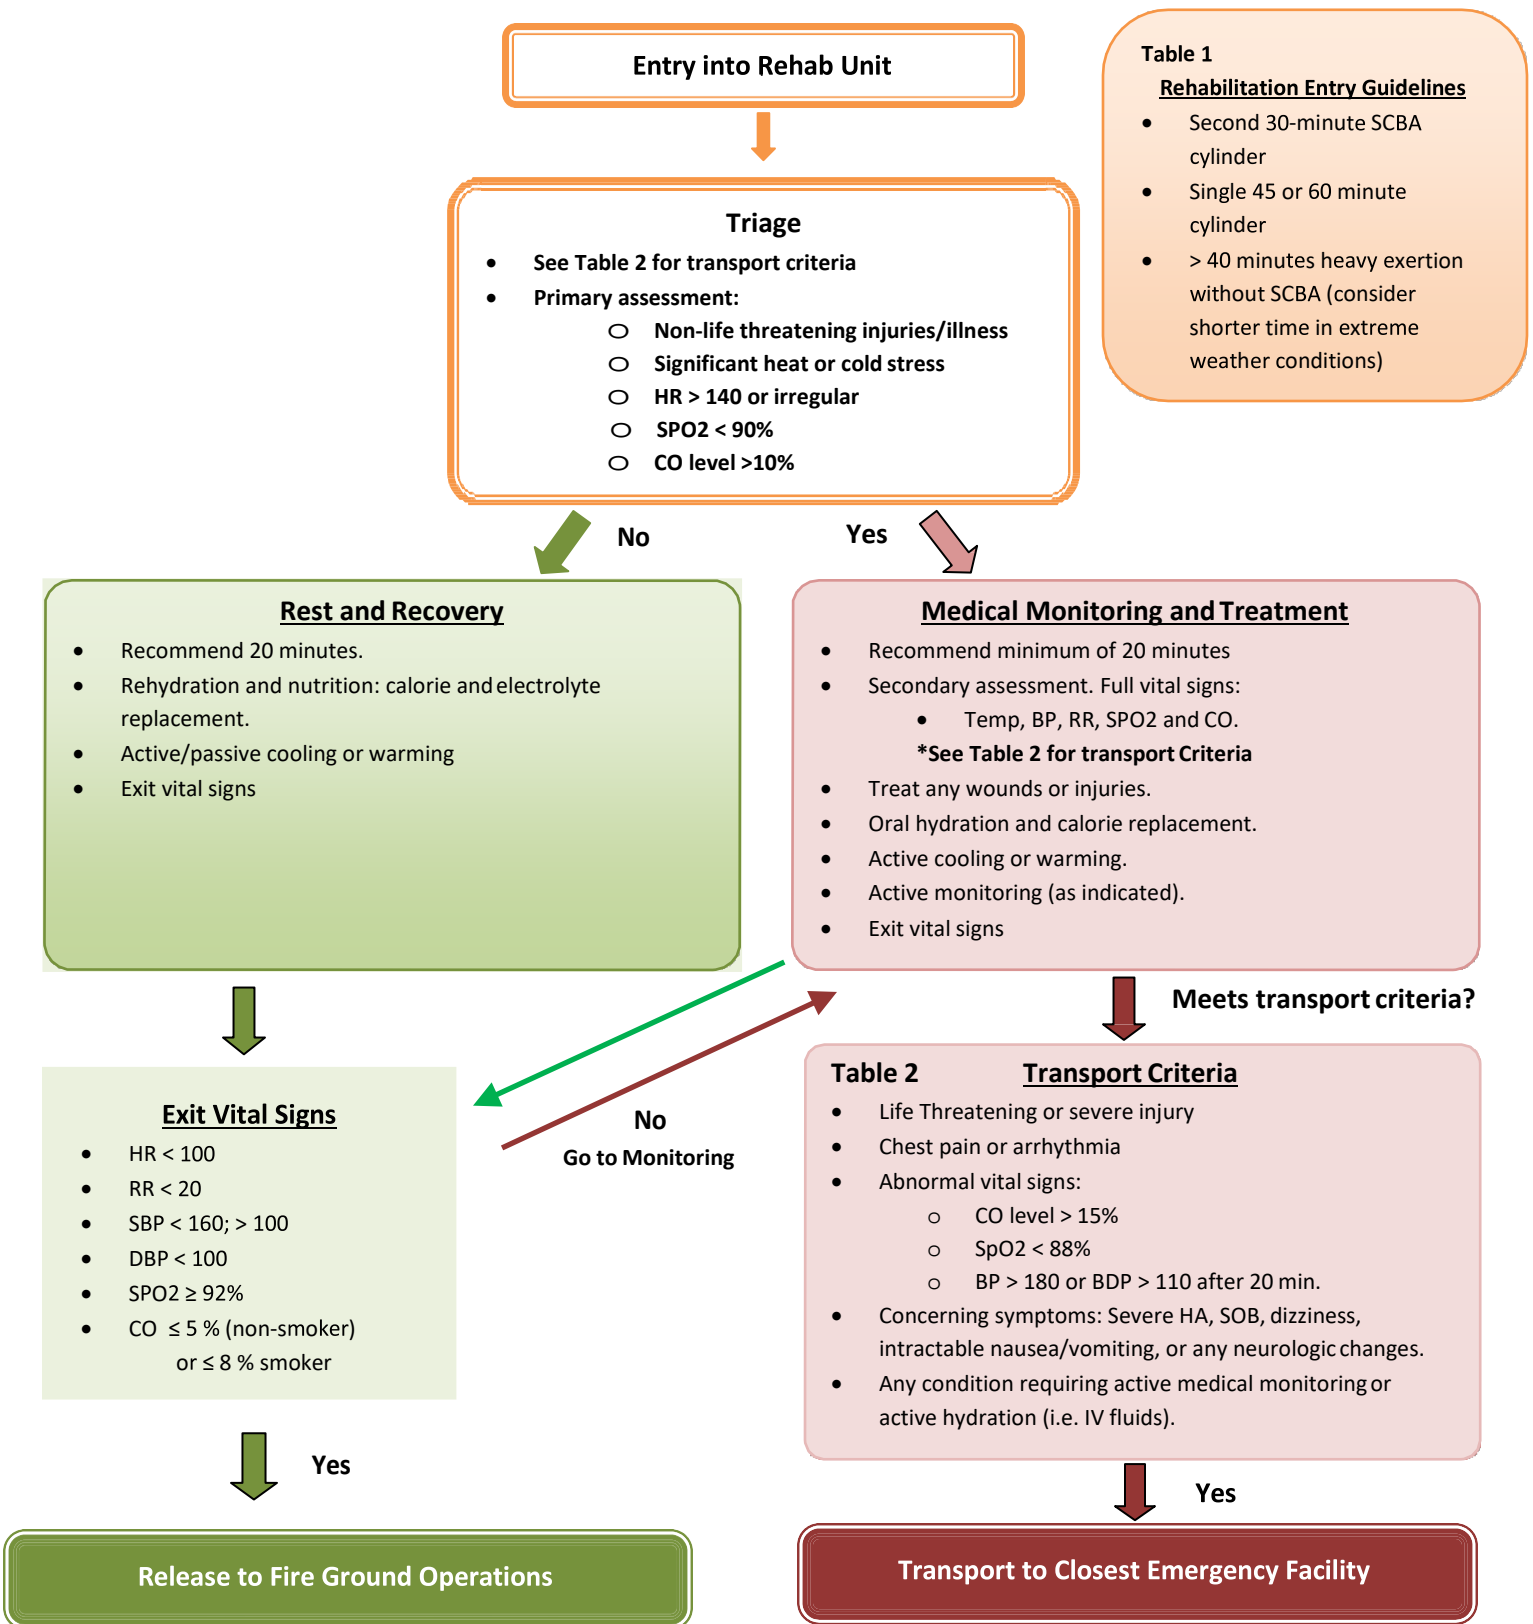 Entry into Rehab Unit
Table 1
Rehabilitation Entry Guidelines
• Second 30-minute SCBA
cylinder
• Single 45 or 60 minute
cylinder
• > 40 minutes heavy exertion
without SCBA (consider
shorter time in extreme
weather conditions)
Triage
• See Table 2 for transport criteria
• Primary assessment:
o Non-life threatening injuries/illness
o Significant heat or cold stress
o HR > 140 or irregular
o SPO2 < 90%
o CO level >10%
No
Yes
Rest and Recovery
• Recommend 20 minutes.
• Rehydration and nutrition: calorie and electrolyte
replacement.
• Active/passive cooling or warming
• Exit vital signs
Medical Monitoring and Treatment
• Recommend minimum of 20 minutes
• Secondary assessment. Full vital signs:
• Temp, BP, RR, SPO2 and CO.
*See Table 2 for transport Criteria
• Treat any wounds or injuries.
• Oral hydration and calorie replacement.
• Active cooling or warming.
• Active monitoring (as indicated).
• Exit vital signs
Meets transport criteria?
Exit Vital Signs
• HR < 100
• RR < 20
• SBP < 160; > 100
• DBP < 100
• SPO2 ≥ 92%
• CO ≤ 5 % (non-smoker)
or ≤ 8 % smoker
No
Go to Monitoring
Table 2 Transport Criteria
• Life Threatening or severe injury
• Chest pain or arrhythmia
• Abnormal vital signs:
o CO level > 15%
o SpO2 < 88%
o BP > 180 or BDP > 110 after 20 min.
• Concerning symptoms: Severe HA, SOB, dizziness,
intractable nausea/vomiting, or any neurologic changes.
• Any condition requiring active medical monitoring or
active hydration (i.e. IV fluids).
Yes
Yes
Release to Fire Ground Operations
Transport to Closest Emergency Facility